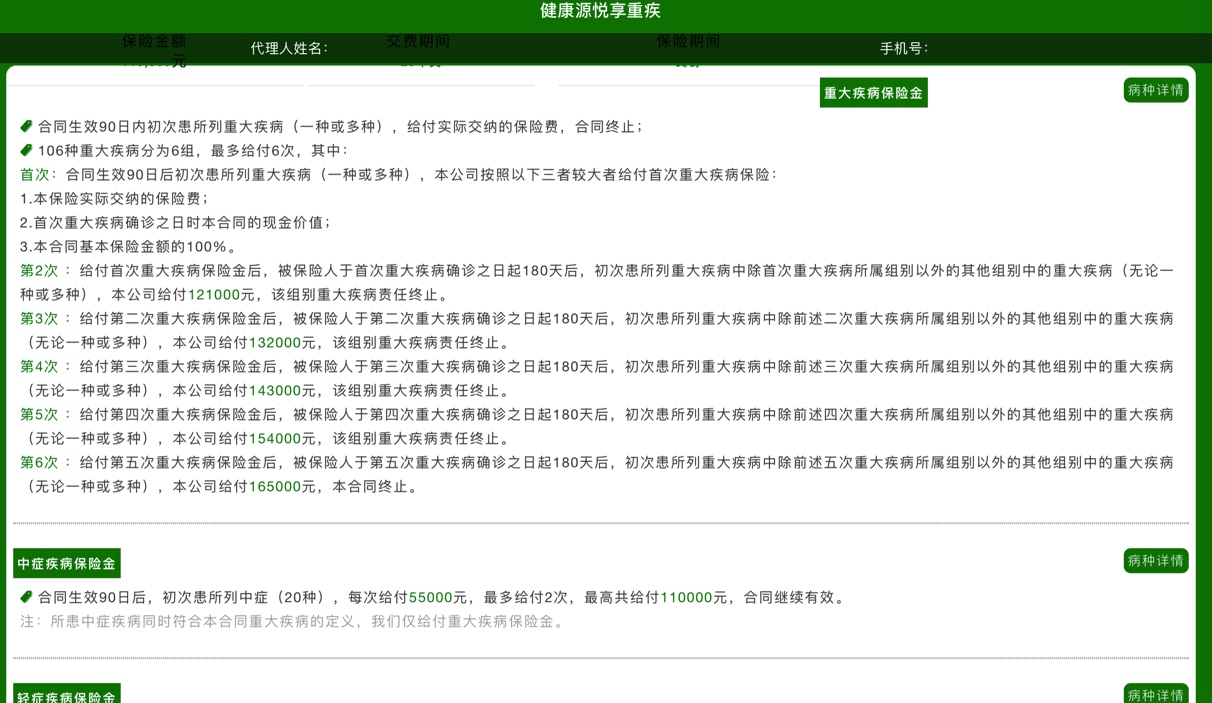 健康源悦享重疾
保险金额 交费期间 保险期间
代理人姓名： 手机号：
元
重大疾病保险金 病种详情
合同生效90日内初次患所列重大疾病（一种或多种），给付实际交纳的保险费，合同终止；
106种重大疾病分为6组，最多给付6次，其中：
首次：合同生效90日后初次患所列重大疾病（一种或多种），本公司按照以下三者较大者给付首次重大疾病保险：
1.本保险实际交纳的保险费；
2.首次重大疾病确诊之日时本合同的现金价值；
3.本合同基本保险金额的100%。
第2次 ：给付首次重大疾病保险金后，被保险人于首次重大疾病确诊之日起180天后，初次患所列重大疾病中除首次重大疾病所属组别以外的其他组别中的重大疾病（无论一
种或多种），本公司给付121000元，该组别重大疾病责任终止。
第3次 ：给付第二次重大疾病保险金后，被保险人于第二次重大疾病确诊之日起180天后，初次患所列重大疾病中除前述二次重大疾病所属组别以外的其他组别中的重大疾病
（无论一种或多种），本公司给付132000元，该组别重大疾病责任终止。
第4次 ：给付第三次重大疾病保险金后，被保险人于第三次重大疾病确诊之日起180天后，初次患所列重大疾病中除前述三次重大疾病所属组别以外的其他组别中的重大疾病
（无论一种或多种），本公司给付143000元，该组别重大疾病责任终止。
第5次 ：给付第四次重大疾病保险金后，被保险人于第四次重大疾病确诊之日起180天后，初次患所列重大疾病中除前述四次重大疾病所属组别以外的其他组别中的重大疾病
（无论一种或多种），本公司给付154000元，该组别重大疾病责任终止。
第6次 ：给付第五次重大疾病保险金后，被保险人于第五次重大疾病确诊之日起180天后，初次患所列重大疾病中除前述五次重大疾病所属组别以外的其他组别中的重大疾病
（无论一种或多种），本公司给付165000元，本合同终止。
中症疾病保险金 病种详情
合同生效90日后，初次患所列中症（20种），每次给付55000元，最多给付2次，最高共给付110000元，合同继续有效。
注：所患中症疾病同时符合本合同重大疾病的定义，我们仅给付重大疾病保险金。
轻症疾病保险金 病种详情